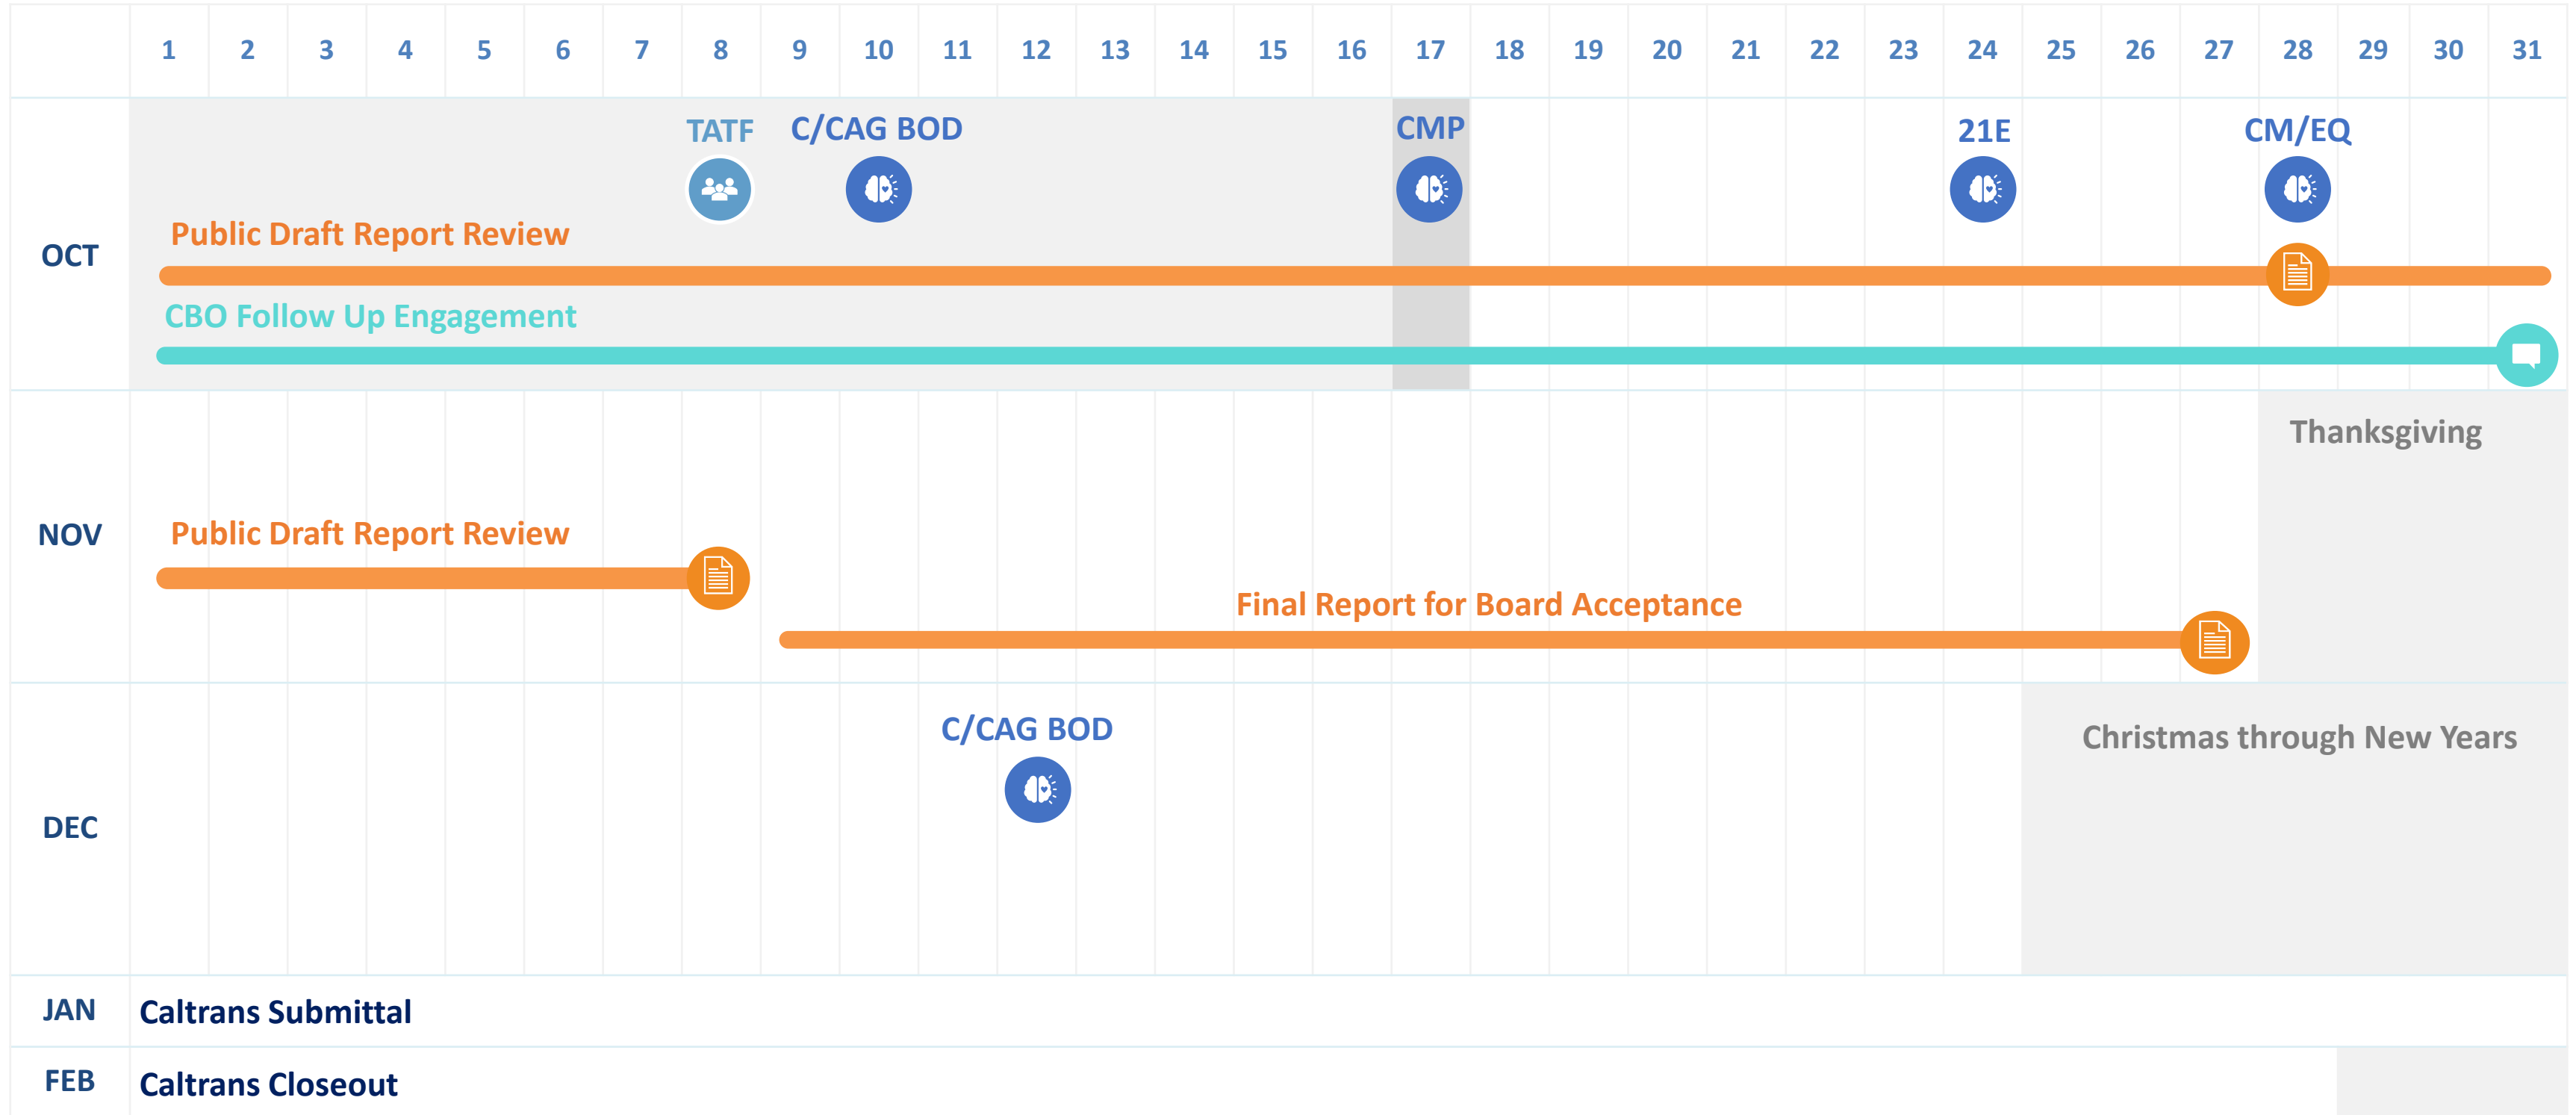 1 2 3 4 5 6 7 8 9 10 11 12 13 14 15 16 17 18 19 20 21 22 23 24 25 26 27 28 29 30 31
TATF C/CAG BOD CMP 21E CM/EQ
Public Draft Report Review
OCT
CBO Follow Up Engagement
Thanksgiving
NOV Public Draft Report Review
Final Report for Board Acceptance
C/CAG BOD Christmas through New Years
DEC
JAN Caltrans Submittal
FEB Caltrans Closeout